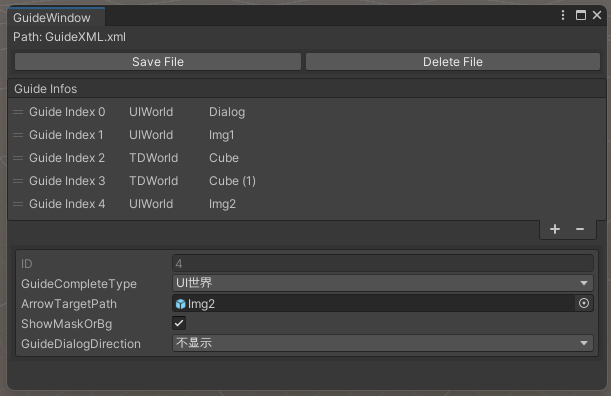 GuideWindow
Path: GuideXML.xml
Save File Delete File
Guide Infos
Guide Index 0 UIWorld Dialog
Guide Index 1 UIWorld Img1
Guide Index 2 TDWorld Cube
Guide Index 3 TDWorld Cube (1)
Guide Index 4 UIWorld Img2
ID 4
GuideCompleteType UI世界
ArrowTargetPath Img2
ShowMaskOrBg
GuideDialogDirection 不显示